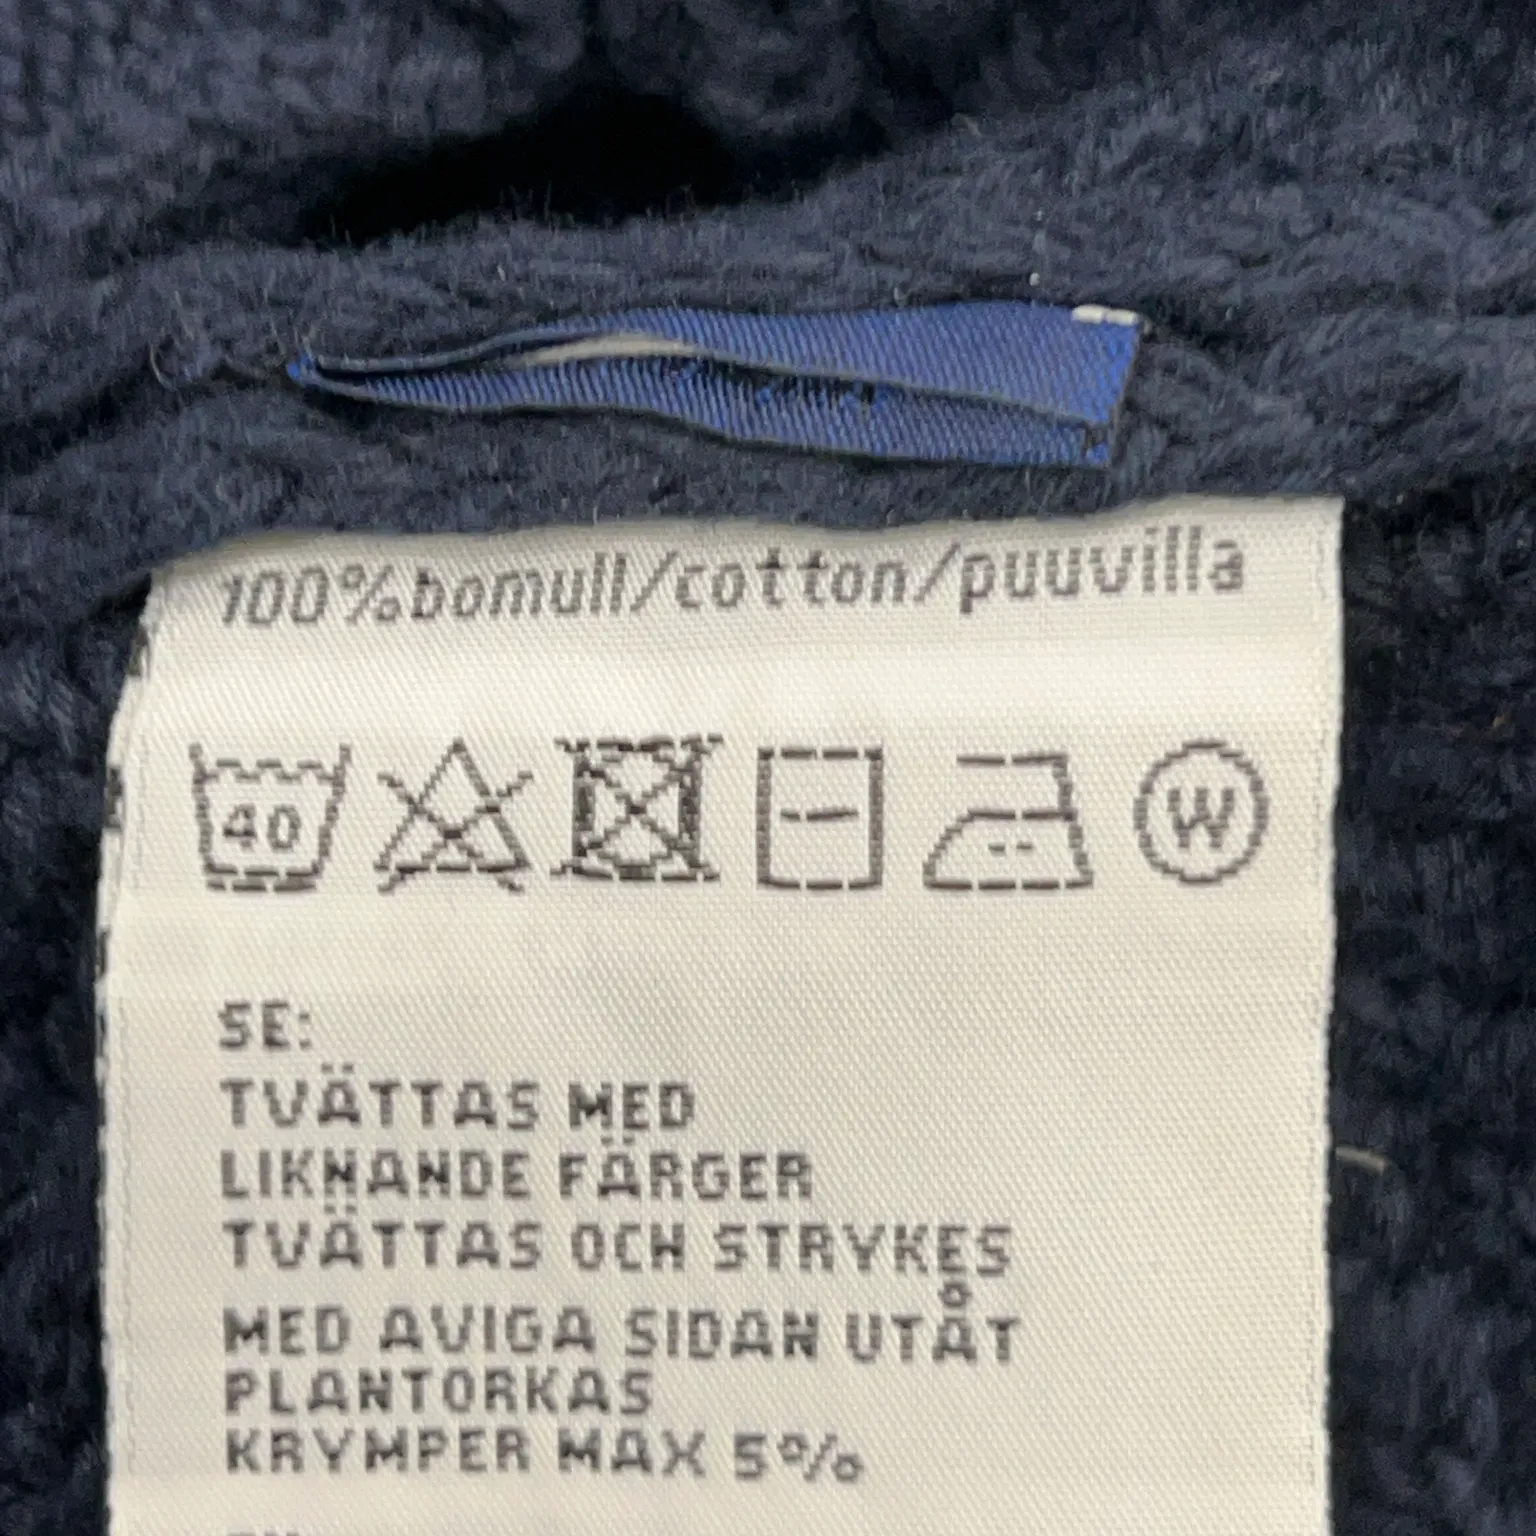 100%bomull/cotton/puuvilla
40
W
SE:
TVÄTTAS MED
LIKNANDE FÄRGER
TVÄTTAS OCH STRYKES
MED AVIGA SIDAN UTÅT
PLANTORKAS
KRYMPER MAX 5%